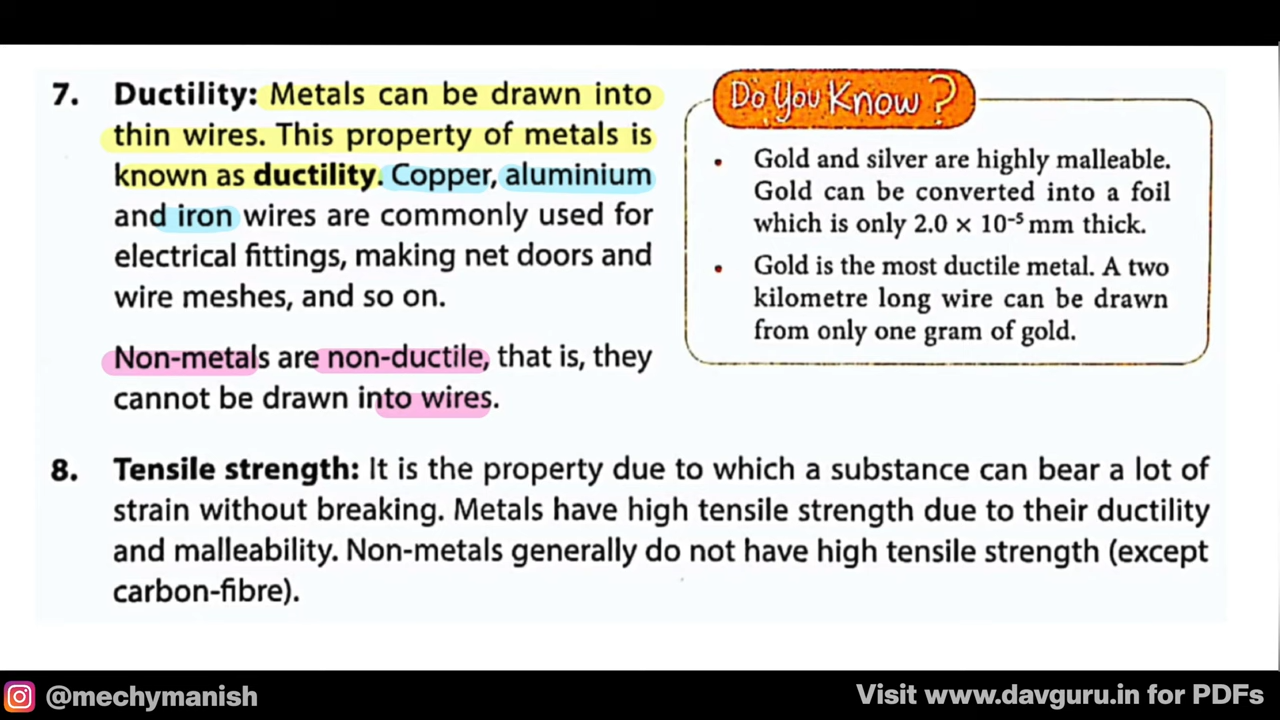 7. Ductility: Metals can be drawn into
thin wires. This property of metals is
known as ductility. Copper, aluminium
and iron wires are commonly used for
electrical fittings, making net doors and
wire meshes, and so on.
Non-metals are non-ductile, that is, they
cannot be drawn into wires.
Do You Know ?
• Gold and silver are highly malleable.
Gold can be converted into a foil
which is only 2.0 × 10⁻⁵ mm thick.
• Gold is the most ductile metal. A two
kilometre long wire can be drawn
from only one gram of gold.
8. Tensile strength: It is the property due to which a substance can bear a lot of
strain without breaking. Metals have high tensile strength due to their ductility
and malleability. Non-metals generally do not have high tensile strength (except
carbon-fibre).
@mechymanish
Visit www.davguru.in for PDFs